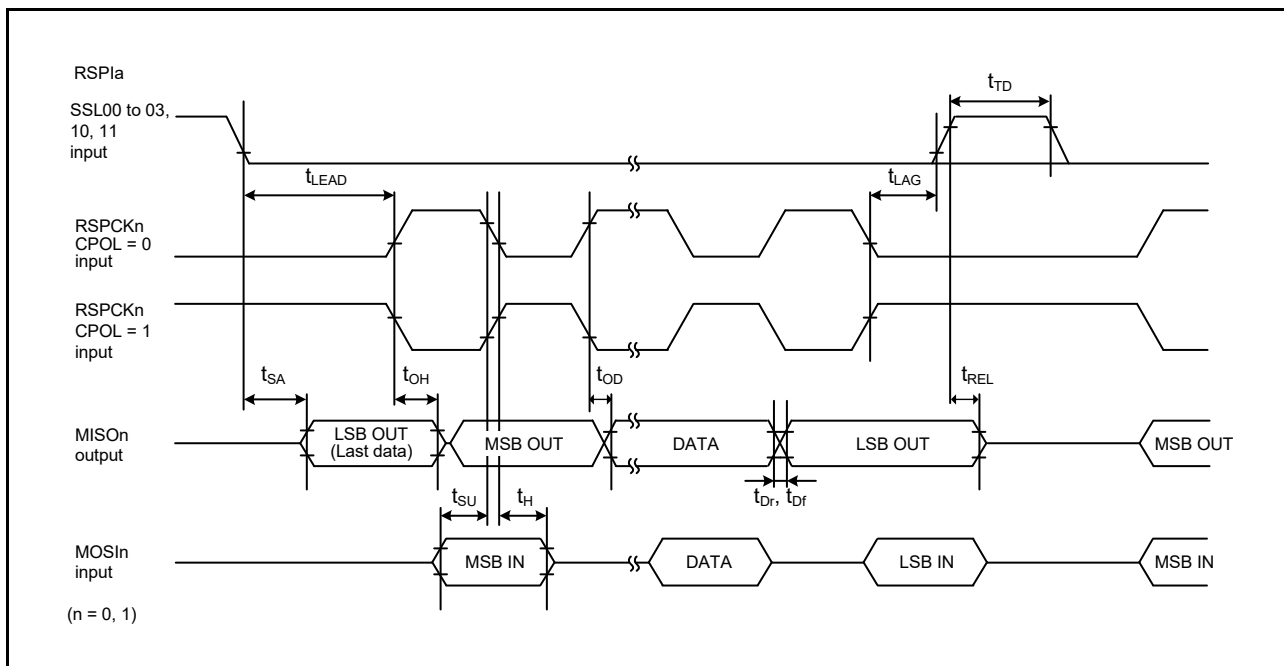 RSPIa
SSL00 to 03,
10, 11
input
tTD
tLEAD
tLAG
RSPCKn
CPOL = 0
input
RSPCKn
CPOL = 1
input
tSA
tOH
tOD
tREL
MISOn
output
LSB OUT
(Last data)
MSB OUT
DATA
LSB OUT
MSB OUT
tSU
tH
tDr, tDf
MOSIn
input
MSB IN
DATA
LSB IN
MSB IN
(n = 0, 1)